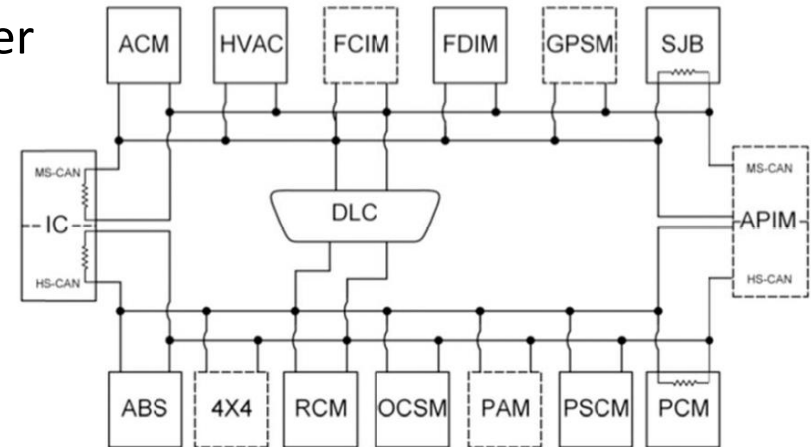 er
ACM HVAC FCIM FDIM GPSM SJB
MS-CAN MS-CAN
IC DLC APIM
HS-CAN HS-CAN
ABS 4X4 RCM OCSM PAM PSCM PCM